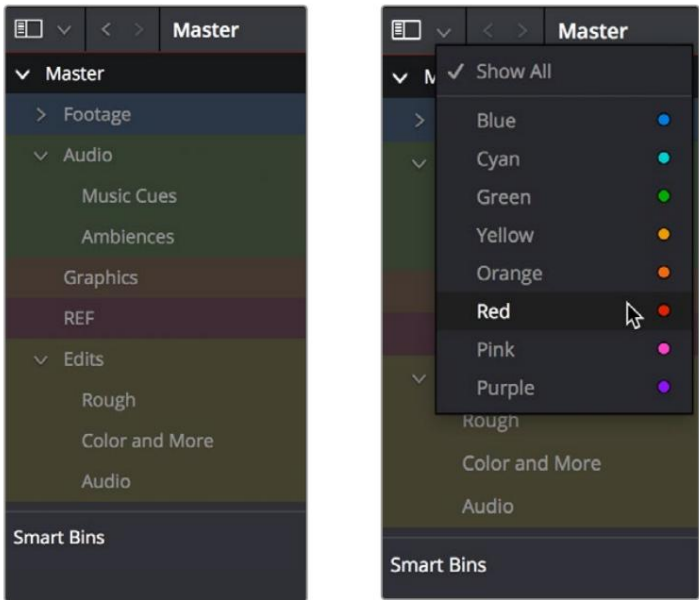 Master
Master
Footage
Audio
Music Cues
Ambiences
Graphics
REF
Edits
Rough
Color and More
Audio
Smart Bins
Master
M
Show All
Blue
Cyan
Green
Yellow
Orange
Red
Pink
Purple
Rough
Color and More
Audio
Smart Bins